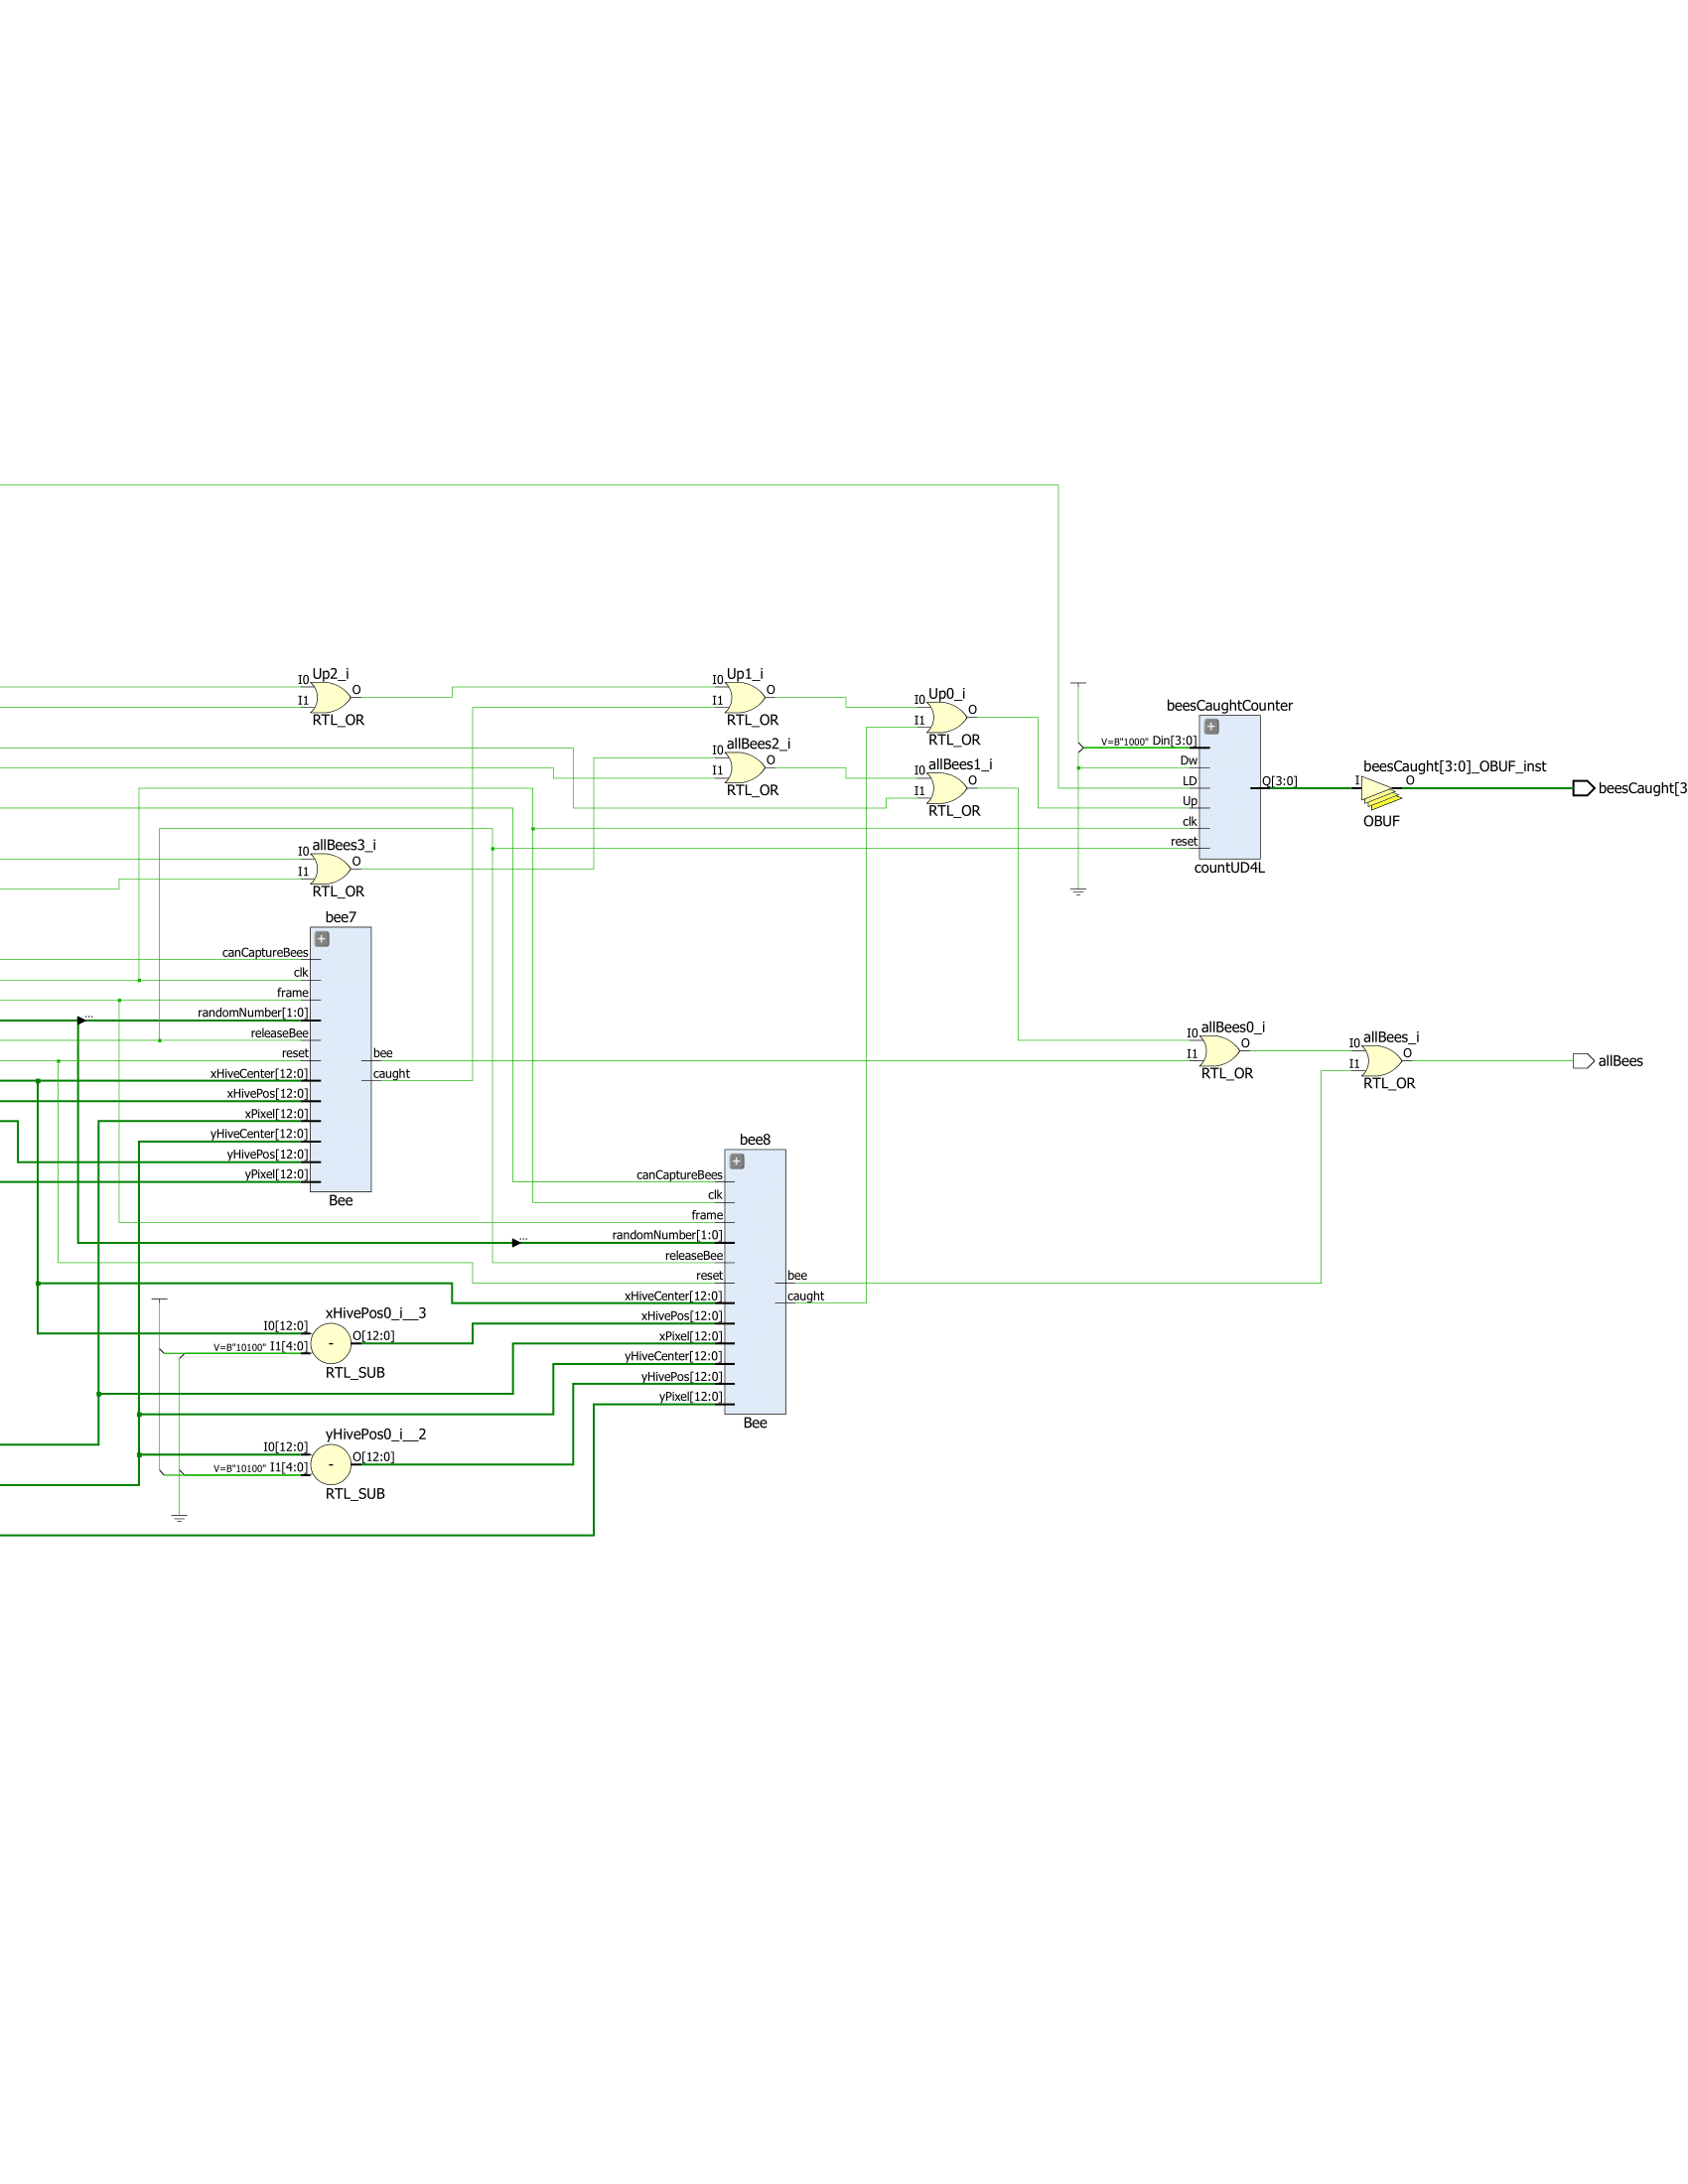 Up2_i
I0
I1
O
RTL_OR
Up1_i
I0
I1
O
RTL_OR
Up0_i
I0
I1
O
RTL_OR
allBees2_i
I0
I1
O
RTL_OR
allBees1_i
I0
I1
O
RTL_OR
beesCaughtCounter
V=B"1000" Din[3:0]
Dw
LD
Up
clk
reset
Q[3:0]
countUD4L
beesCaught[3:0]_OBUF_inst
I
O
OBUF
beesCaught[3
allBees3_i
I0
I1
O
RTL_OR
bee7
canCaptureBees
clk
frame
... randomNumber[1:0]
releaseBee
reset
xHiveCenter[12:0]
xHivePos[12:0]
xPixel[12:0]
yHiveCenter[12:0]
yHivePos[12:0]
yPixel[12:0]
bee
caught
Bee
allBees0_i
I0
I1
O
RTL_OR
allBees_i
I0
I1
O
RTL_OR
allBees
bee8
canCaptureBees
clk
frame
... randomNumber[1:0]
releaseBee
reset
xHiveCenter[12:0]
xHivePos[12:0]
xPixel[12:0]
yHiveCenter[12:0]
yHivePos[12:0]
yPixel[12:0]
bee
caught
Bee
xHivePos0_i__3
I0[12:0]
V=B"10100" I1[4:0]
-
O[12:0]
RTL_SUB
yHivePos0_i__2
I0[12:0]
V=B"10100" I1[4:0]
-
O[12:0]
RTL_SUB